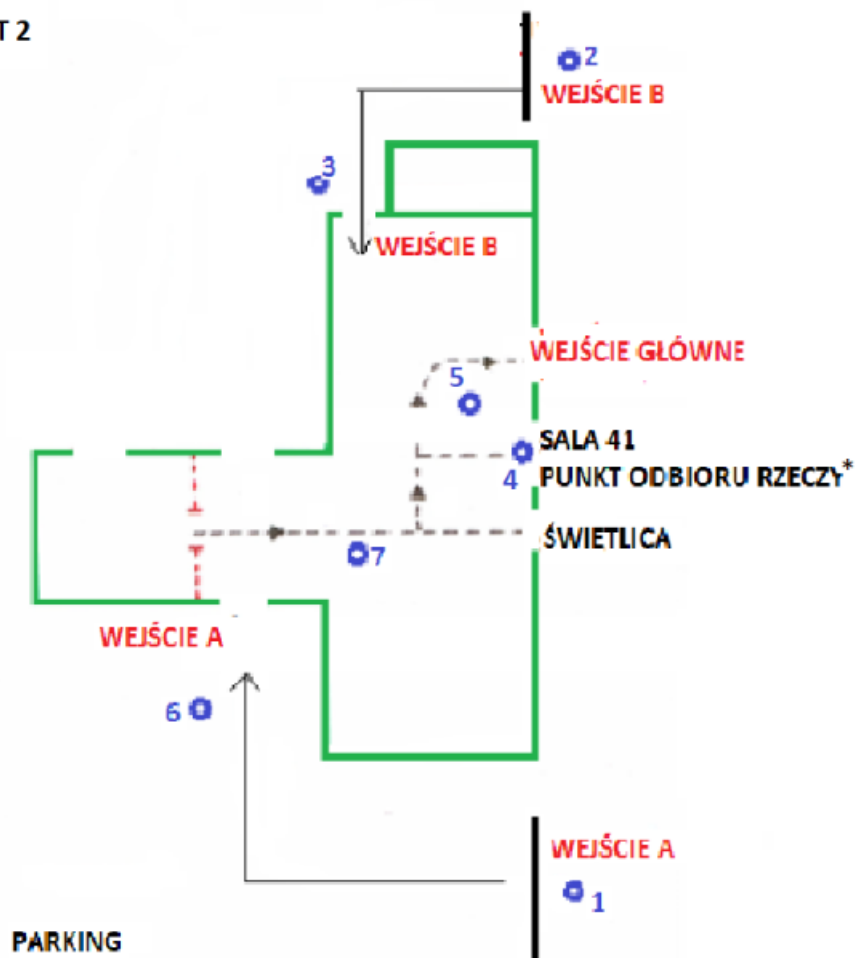 T 2
2
WEJŚCIE B
3
WEJŚCIE B
WEJŚCIE GŁÓWNE
5
SALA 41
4
PUNKT ODBIORU RZECZY*
ŚWIETLICA
7
WEJŚCIE A
6
WEJŚCIE A
1
PARKING